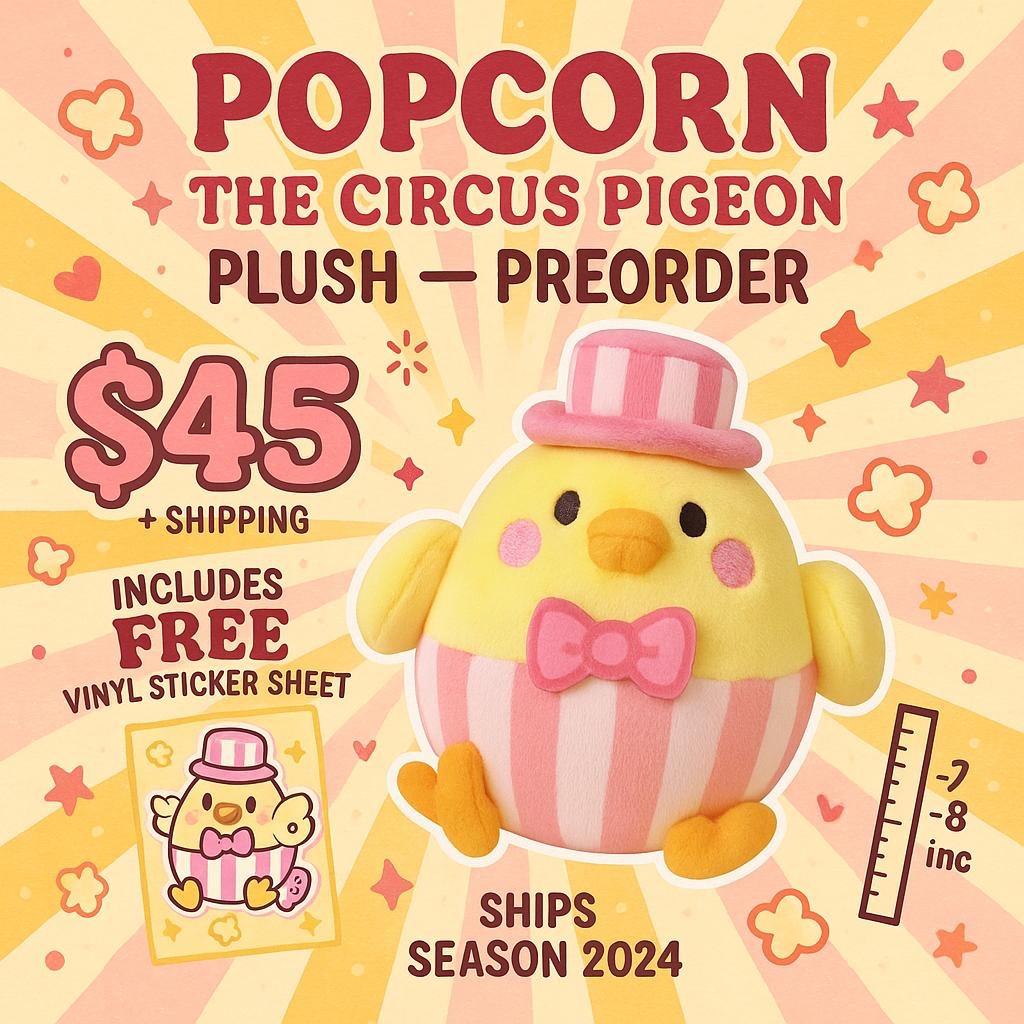 POPCORN
THE CIRCUS PIGEON
PLUSH — PREORDER
$45
+ SHIPPING
INCLUDES
FREE
VINYL STICKER SHEET
-7
-8
inc
SHIPS
SEASON 2024